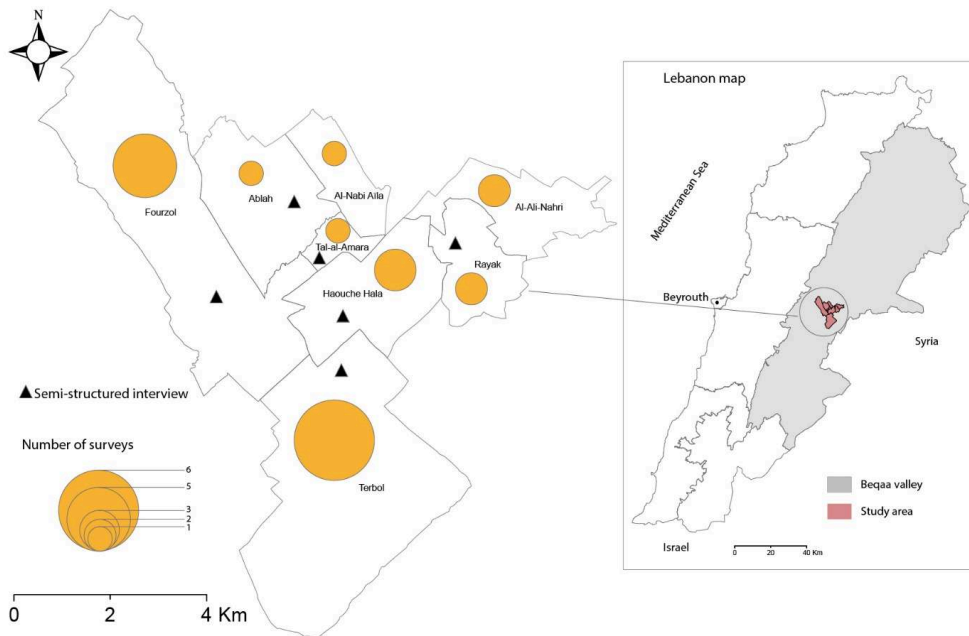 N
Fourzol
Ablah
Al-Nabi Aïla
Tal-al-Amara
Haouche Hala
Al-Ali-Nahri
Rayak
Terbol
Semi-structured interview
Number of surveys
6
5
3
2
1
0 2 4 Km
Lebanon map
Mediterranean Sea
Beyrouth
Syria
Beqaa valley
Study area
Israel
0 20 40 Km